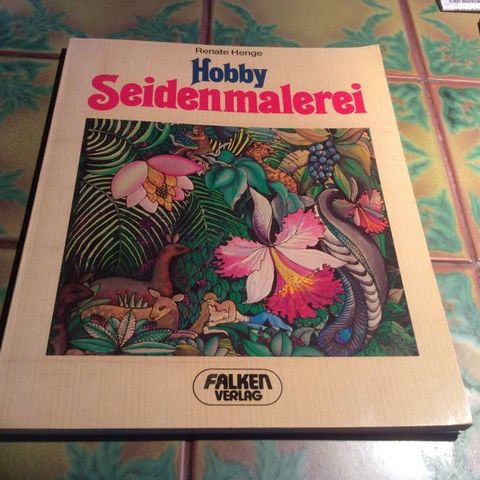 Renate Henge
Hobby
Seidenmalerei
FALKEN
VERLAG